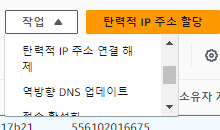 작업
탄력적 IP 주소 할당
탄력적 IP 주소 연결 해
제
역방향 DNS 업데이트
소유자 지
17b21
556102016675